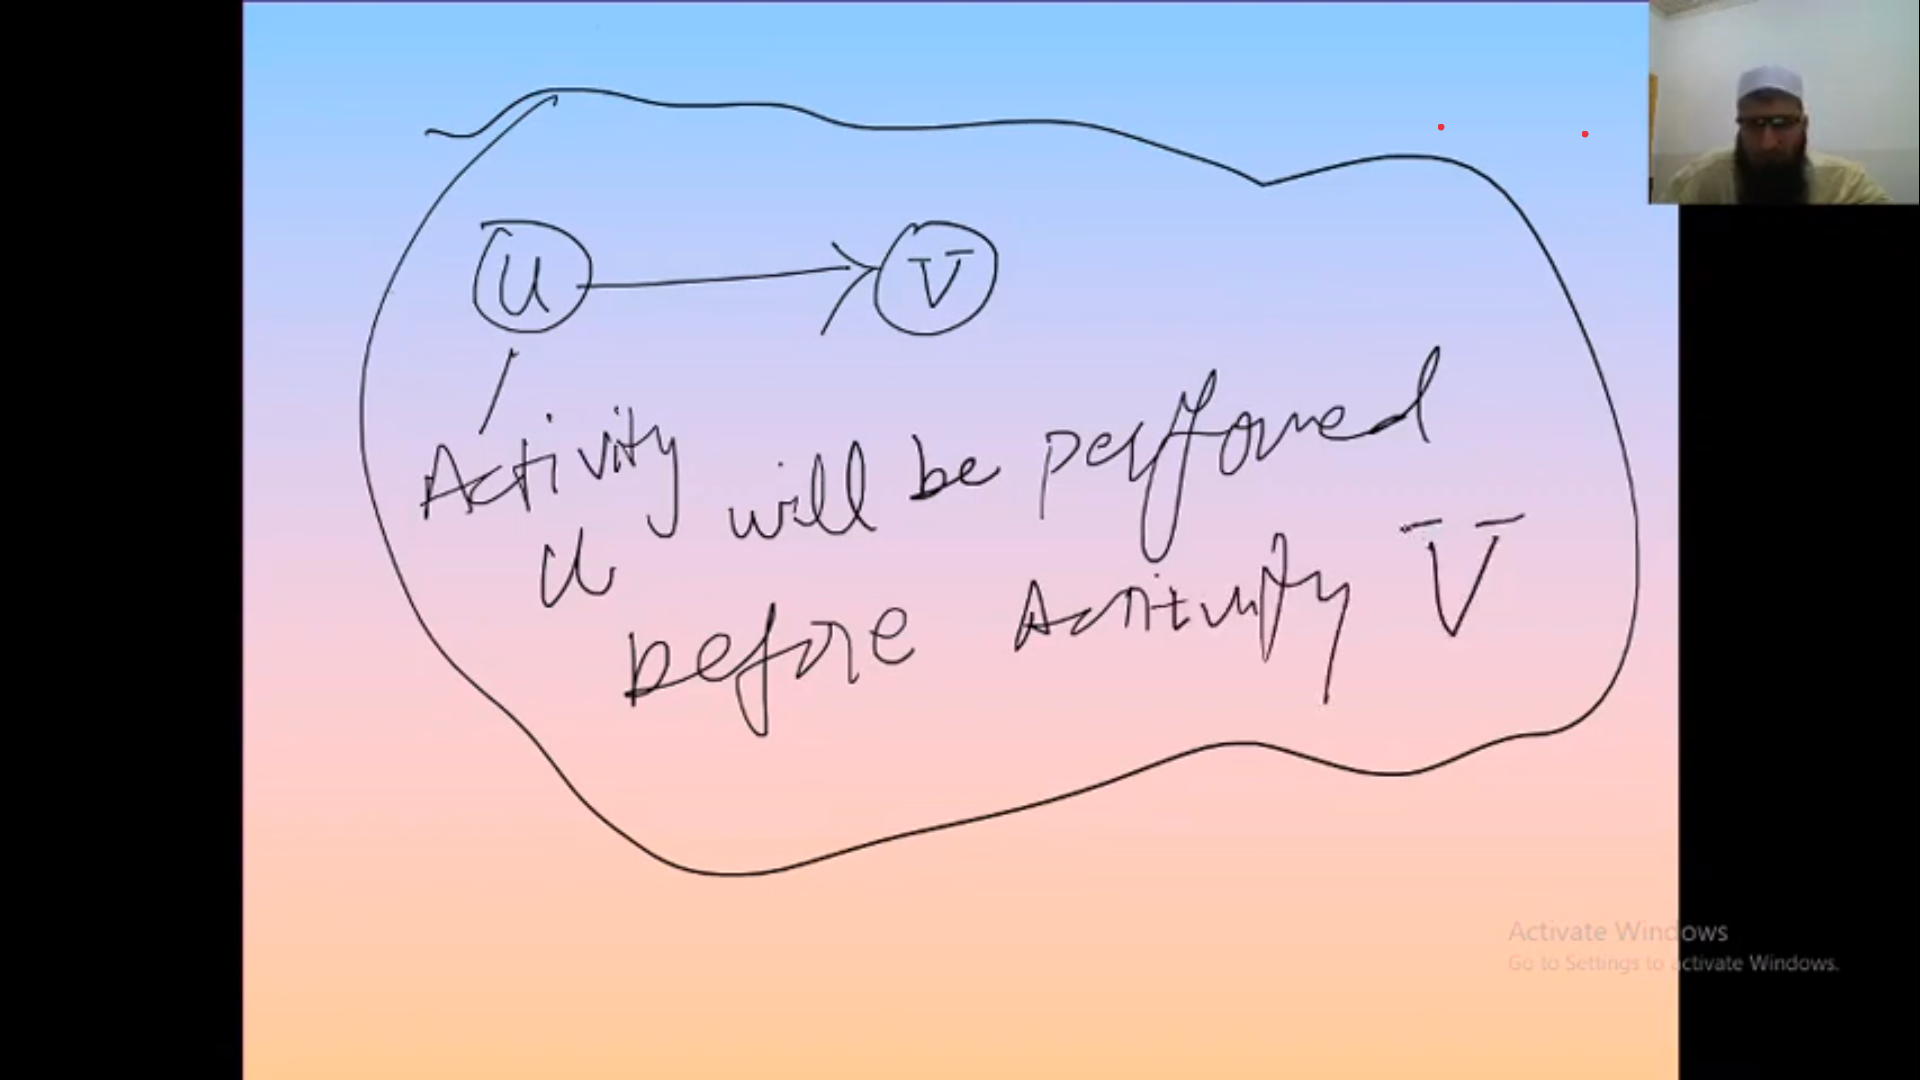 U V
Activity will be performed
U
before Activity V
Activate Windows
Go to Settings to activate Windows.